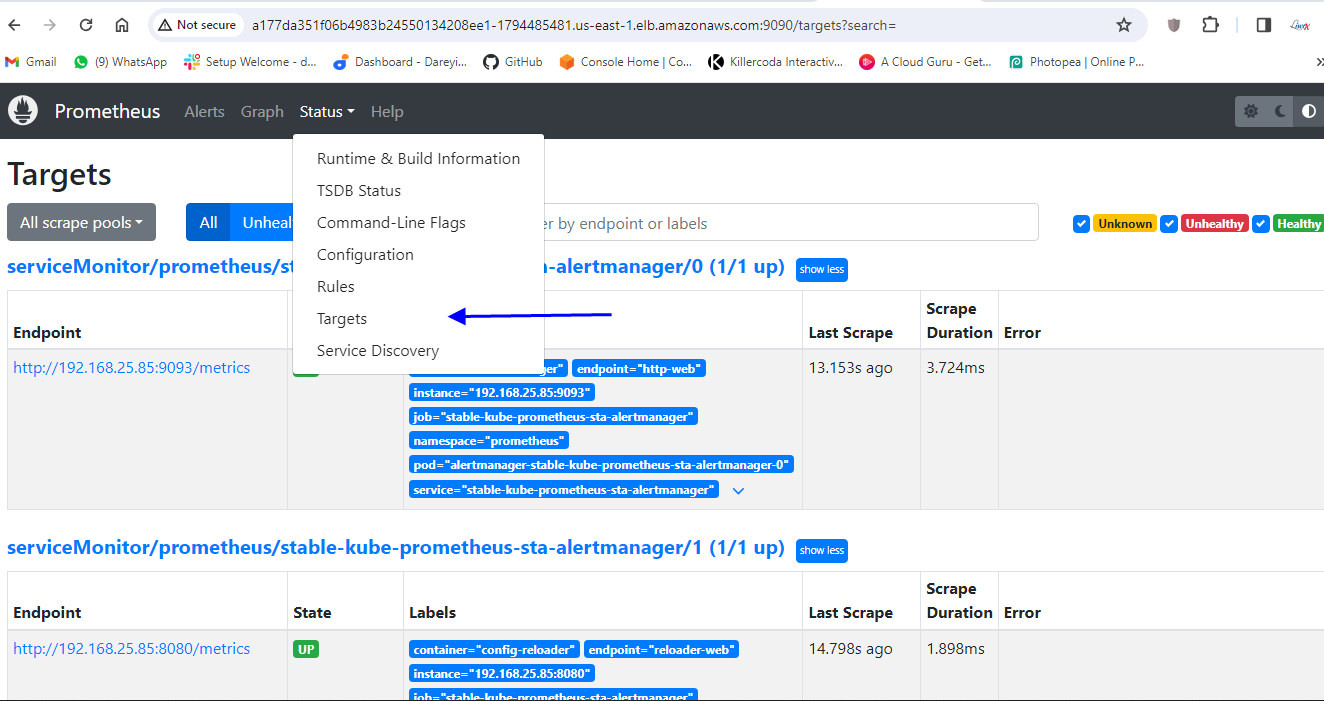 Not secure a177da351f06b4983b24550134208ee1-1794485481.us-east-1.elb.amazonaws.com:9090/targets?search=
Gmail (9) WhatsApp Setup Welcome - d... Dashboard - Dareyi... GitHub Console Home | Co... Killercoda Interactiv... A Cloud Guru - Get... Photopea | Online P... »
Prometheus Alerts Graph Status Help
Runtime & Build Information
TSDB Status
Command-Line Flags
Configuration
Rules
Targets
Service Discovery
Targets
All scrape pools All Unheal er by endpoint or labels Unknown Unhealthy Healthy
serviceMonitor/prometheus/st ta-alertmanager/0 (1/1 up) show less
Endpoint Last Scrape Scrape Duration Error
http://192.168.25.85:9093/metrics ger" endpoint="http-web" 13.153s ago 3.724ms
instance="192.168.25.85:9093"
job="stable-kube-prometheus-sta-alertmanager"
namespace="prometheus"
pod="alertmanager-stable-kube-prometheus-sta-alertmanager-0"
service="stable-kube-prometheus-sta-alertmanager"
serviceMonitor/prometheus/stable-kube-prometheus-sta-alertmanager/1 (1/1 up) show less
Endpoint State Labels Last Scrape Scrape Duration Error
http://192.168.25.85:8080/metrics UP container="config-reloader" endpoint="reloader-web" 14.798s ago 1.898ms
instance="192.168.25.85:8080"
job="stable-kube-prometheus-sta-alertmanager"